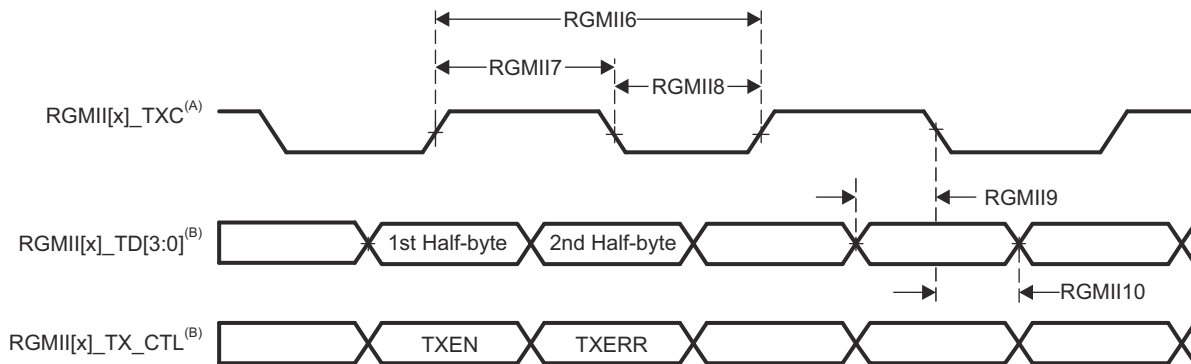 RGMII6
RGMII7
RGMII8
RGMII[x]_TXC(A)
RGMII9
RGMII[x]_TD[3:0](B)
1st Half-byte
2nd Half-byte
RGMII10
RGMII[x]_TX_CTL(B)
TXEN
TXERR